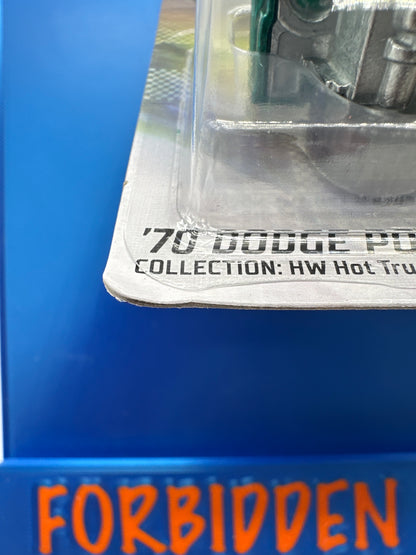 '70 DODGE PO
COLLECTION: HW Hot Tru
FORBIDDEN